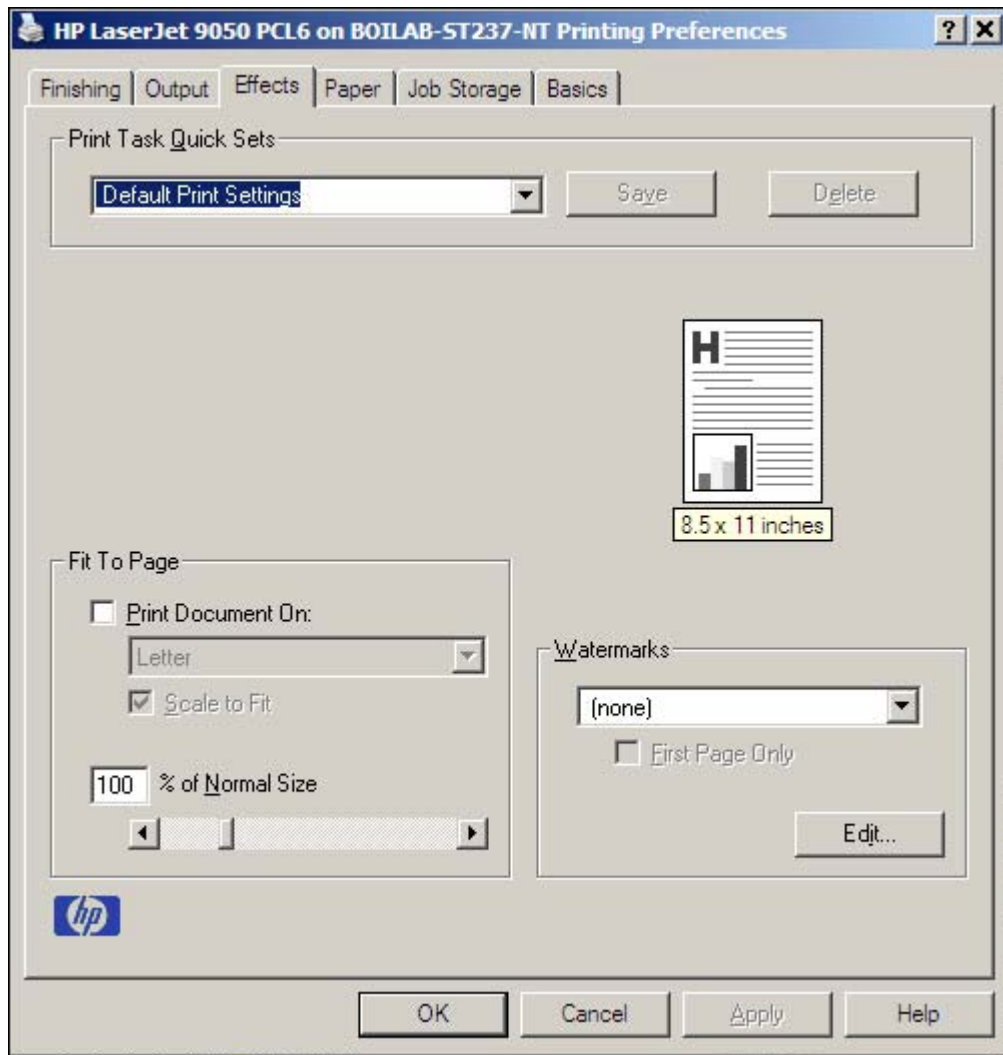 HP LaserJet 9050 PCL6 on BOILAB-ST237-NT Printing Preferences
Finishing Output Effects Paper Job Storage Basics
Print Task Quick Sets
Default Print Settings Save Delete
H
8.5 x 11 inches
Fit To Page
Print Document On:
Letter
Scale to Fit
100 % of Normal Size
Watermarks
(none)
First Page Only
Edit...
hp
OK Cancel Apply Help